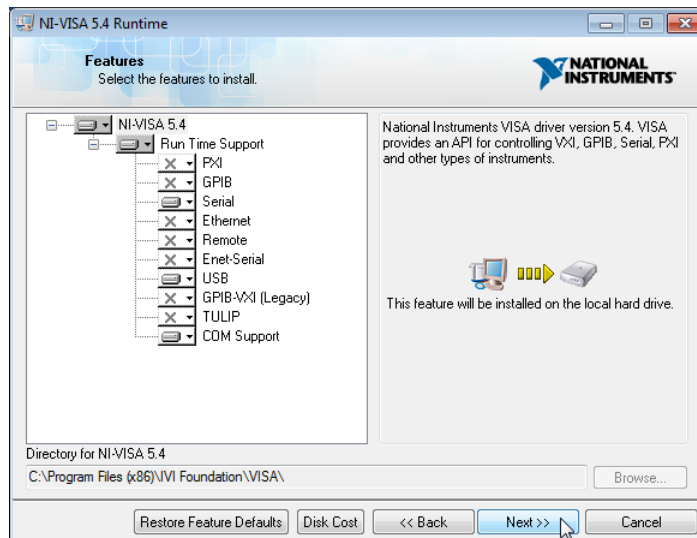 NI-VISA 5.4 Runtime
Features
Select the features to install.
NATIONAL
INSTRUMENTS™
NI-VISA 5.4
Run Time Support
PXI
GPIB
Serial
Ethernet
Remote
Enet-Serial
USB
GPIB-VXI (Legacy)
TULIP
COM Support
National Instruments VISA driver version 5.4. VISA
provides an API for controlling VXI, GPIB, Serial, PXI
and other types of instruments.
This feature will be installed on the local hard drive.
Directory for NI-VISA 5.4
C:\Program Files (x86)\IVI Foundation\VISA\
Browse...
Restore Feature Defaults
Disk Cost
<< Back
Next >>
Cancel